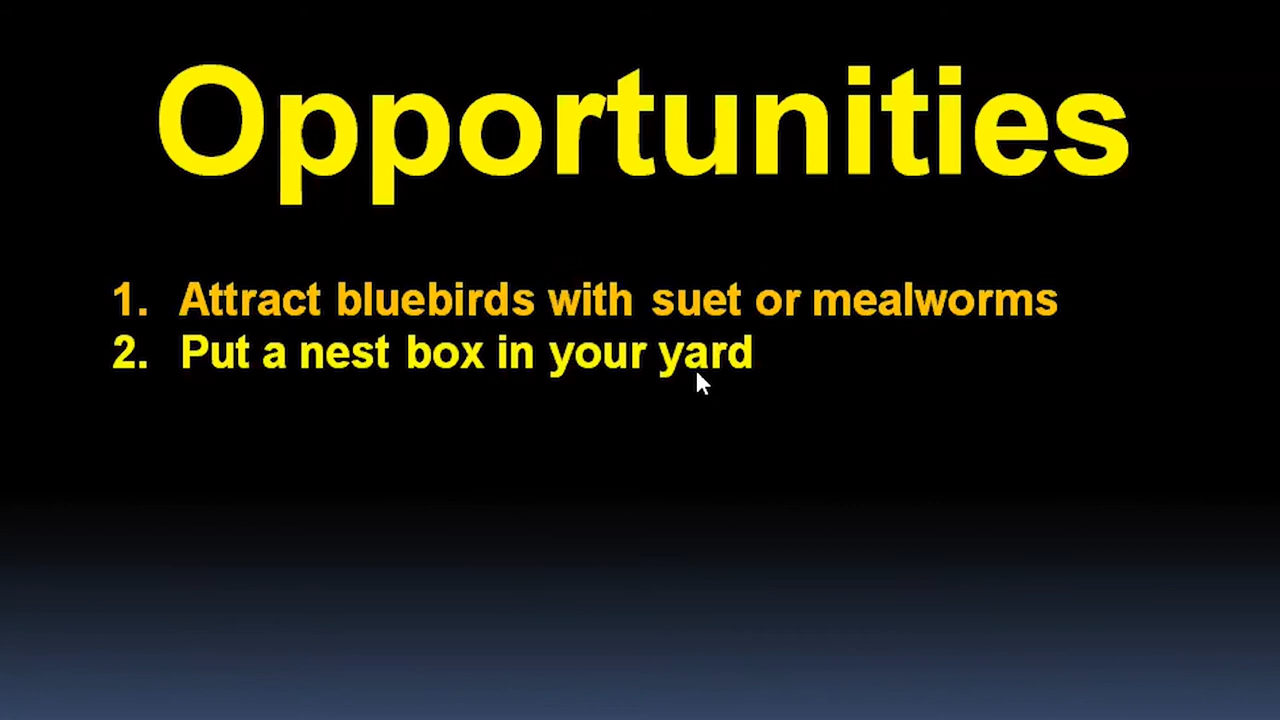 Opportunities
1. Attract bluebirds with suet or mealworms
2. Put a nest box in your yard